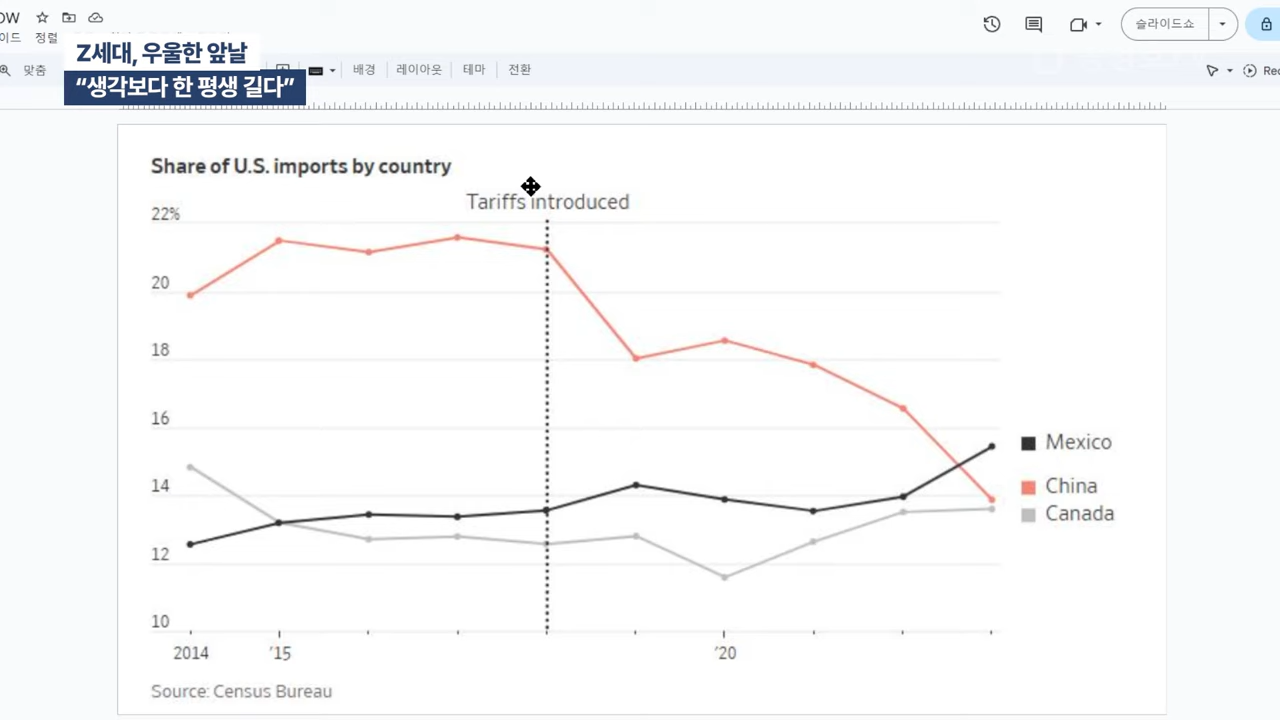 OW
이드 정렬
Z세대, 우울한 앞날
“생각보다 한 평생 길다”
맞춤
배경
레이아웃
테마
전환
슬라이드쇼
Rec
Share of U.S. imports by country
Tariffs introduced
22%
20
18
16
14
12
10
2014
'15
'20
Mexico
China
Canada
Source: Census Bureau